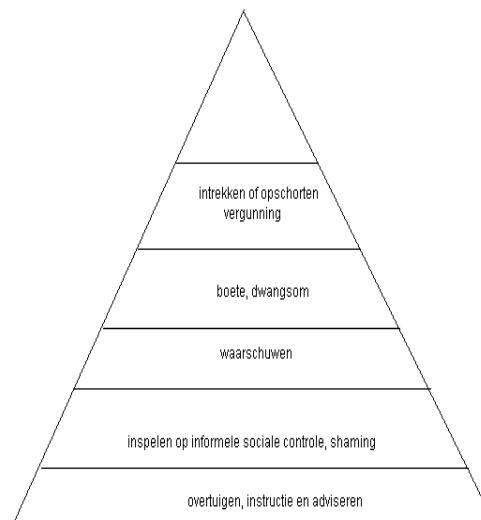 intrekken of opschorten
vergunning
boete, dwangsom
waarschuwen
inspelen op informele sociale controle, shaming
overtuigen, instructie en adviseren